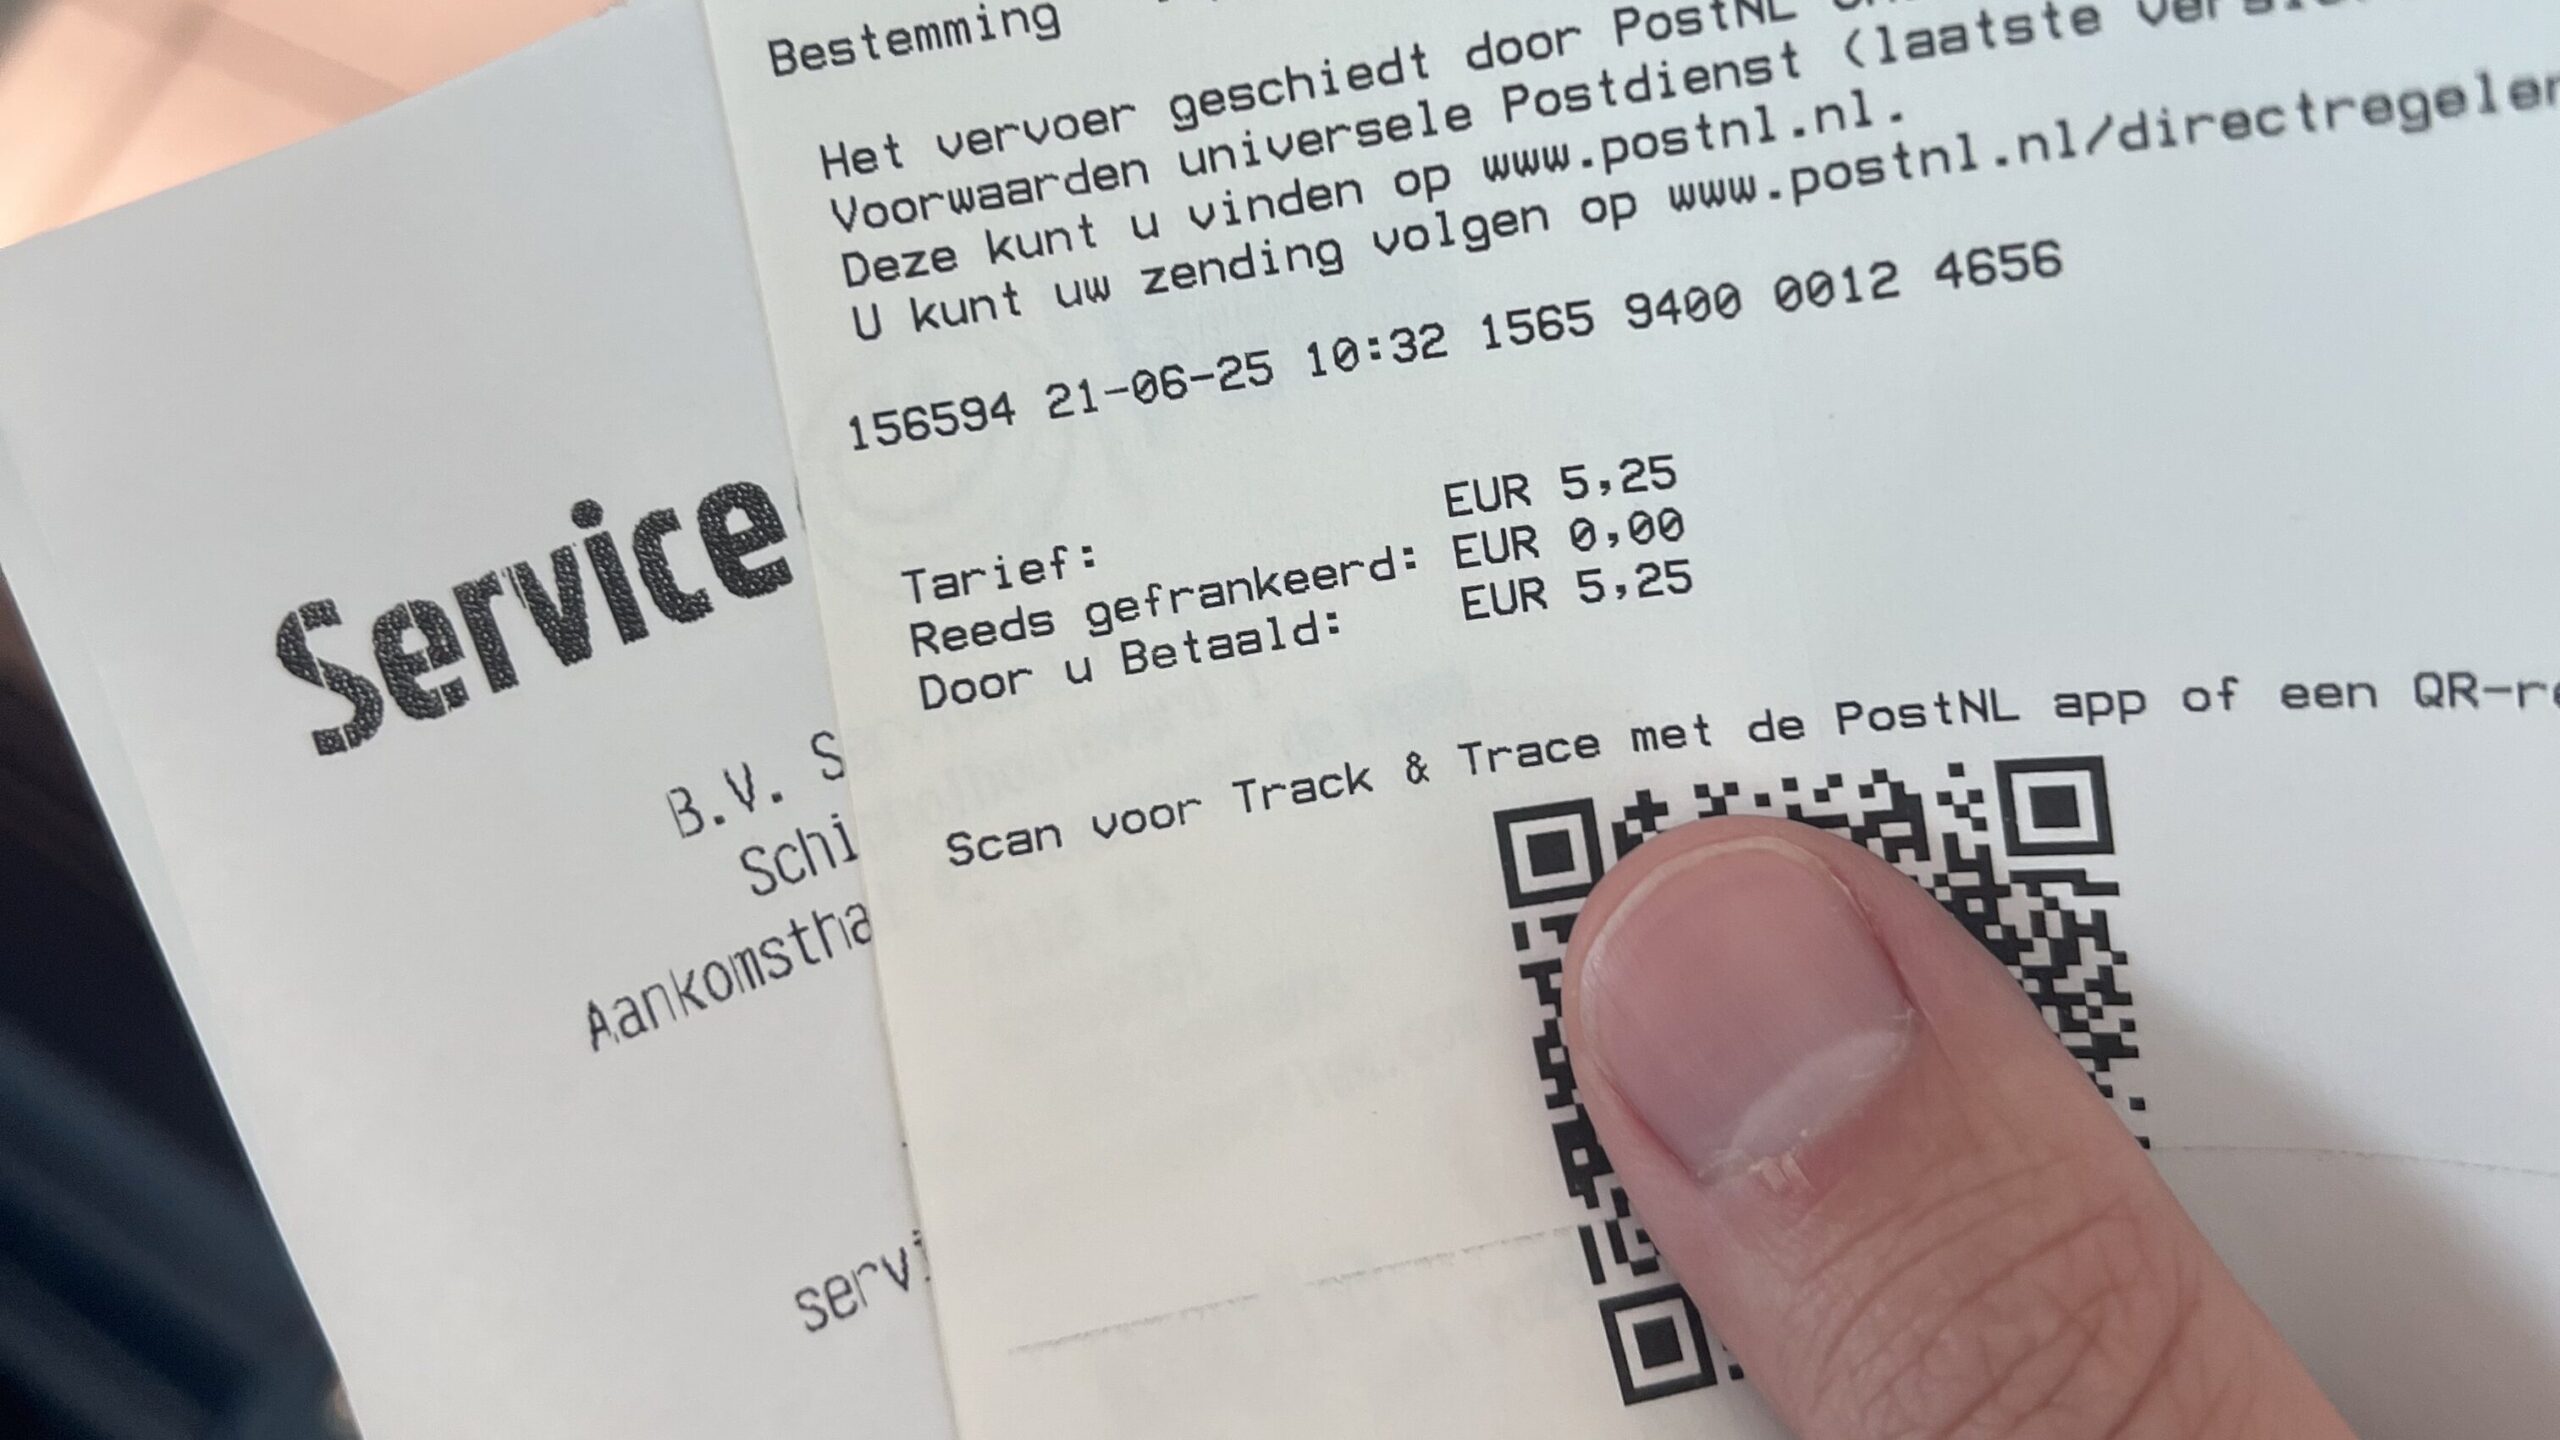 Service
B.V. S
Schi
Aankomstha
servi
Bestemming
Het vervoer geschiedt door PostNL
Voorwaarden universele Postdienst (laatste
Deze kunt u vinden op www.postnl.nl.
U kunt uw zending volgen op www.postnl.nl/directregelen
156594 21-06-25 10:32 1565 9400 0012 4656
Tarief: EUR 5,25
Reeds gefrankeerd: EUR 0,00
Door u Betaald: EUR 5,25
Scan voor Track & Trace met de PostNL app of een QR-re